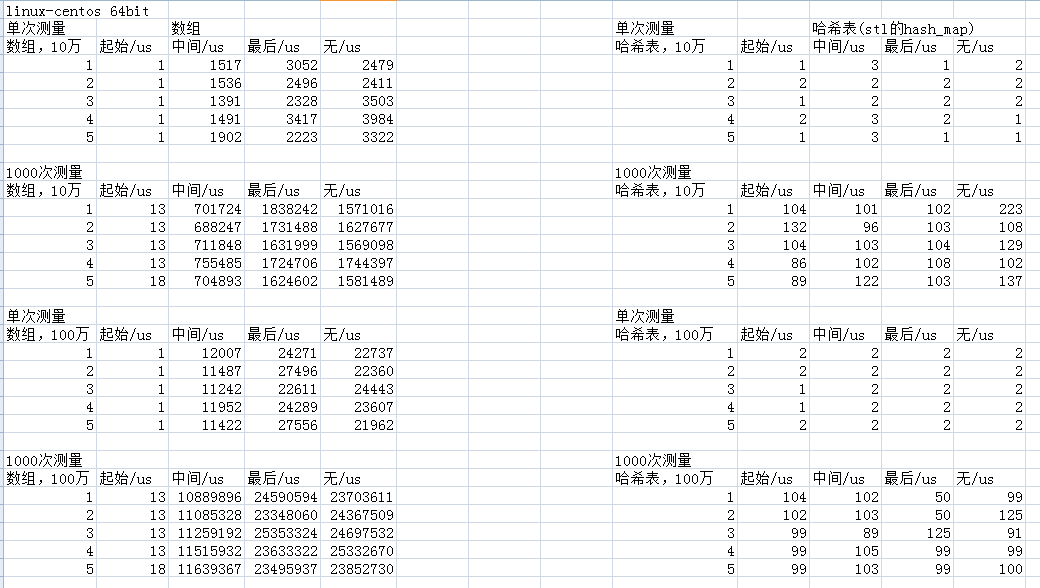 linux-centos 64bit
单次测量 数组 单次测量 哈希表(stl的hash_map)
数组，10万 起始/us 中间/us 最后/us 无/us 哈希表，10万 起始/us 中间/us 最后/us 无/us
1 1 1517 3052 2479 1 1 3 1 2
2 1 1536 2496 2411 2 2 2 2 2
3 1 1391 2328 3503 3 1 2 2 2
4 1 1491 3417 3984 4 2 3 2 1
5 1 1902 2223 3322 5 1 3 1 1
1000次测量 1000次测量
数组，10万 起始/us 中间/us 最后/us 无/us 哈希表，10万 起始/us 中间/us 最后/us 无/us
1 13 701724 1838242 1571016 1 104 101 102 223
2 13 688247 1731488 1627677 2 132 96 103 108
3 13 711848 1631999 1569098 3 104 103 104 129
4 13 755485 1724706 1744397 4 86 102 108 102
5 18 704893 1624602 1581489 5 89 122 103 137
单次测量 单次测量
数组，100万 起始/us 中间/us 最后/us 无/us 哈希表，100万 起始/us 中间/us 最后/us 无/us
1 1 12007 24271 22737 1 2 2 2 2
2 1 11487 27496 22360 2 2 2 2 2
3 1 11242 22611 24443 3 1 2 2 2
4 1 11952 24289 23607 4 1 2 2 2
5 1 11422 27556 21962 5 2 2 2 2
1000次测量 1000次测量
数组，100万 起始/us 中间/us 最后/us 无/us 哈希表，100万 起始/us 中间/us 最后/us 无/us
1 13 10889896 24590594 23703611 1 104 102 50 99
2 13 11085328 23348060 24367509 2 102 103 50 125
3 13 11259192 25353324 24697532 3 99 89 125 91
4 13 11515932 23633322 25332670 4 99 105 99 99
5 18 11639367 23495937 23852730 5 99 103 99 100